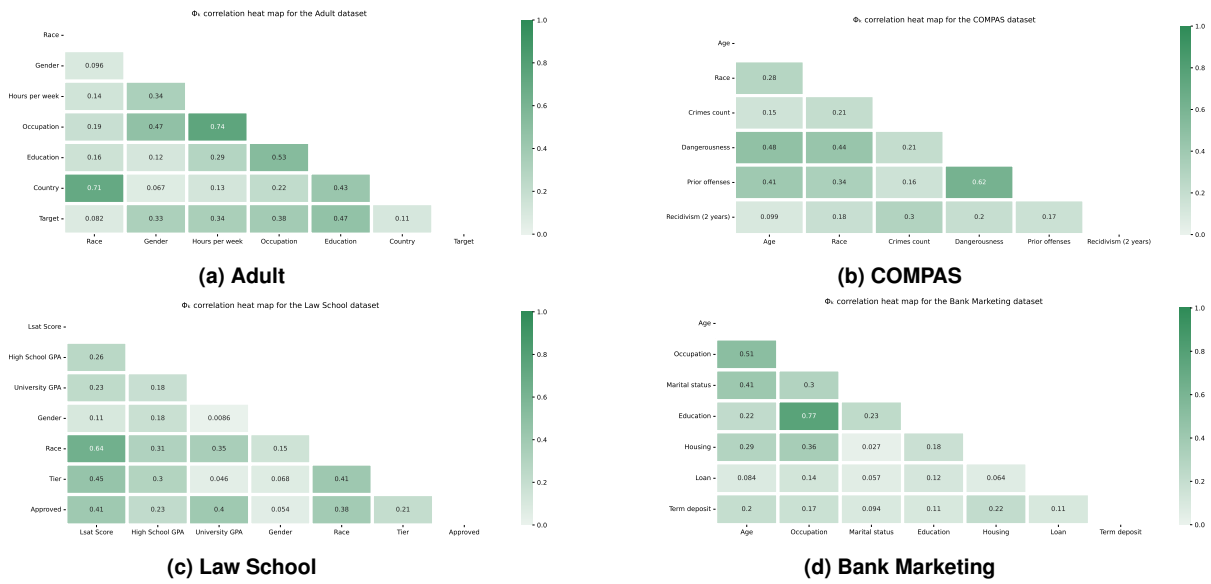 Φₖ correlation heat map for the Adult dataset
Race
Gender 0.096
Hours per week 0.14 0.34
Occupation 0.19 0.47 0.74
Education 0.16 0.12 0.29 0.53
Country 0.71 0.067 0.13 0.22 0.43
Target 0.082 0.33 0.34 0.38 0.47 0.11
Race Gender Hours per week Occupation Education Country Target
1.0
0.8
0.6
0.4
0.2
0.0
(a) Adult
Φₖ correlation heat map for the COMPAS dataset
Age
Race 0.28
Crimes count 0.15 0.21
Dangerousness 0.48 0.44 0.21
Prior offenses 0.41 0.34 0.16 0.62
Recidivism (2 years) 0.099 0.18 0.3 0.2 0.17
Age Race Crimes count Dangerousness Prior offenses Recidivism (2 years)
1.0
0.8
0.6
0.4
0.2
0.0
(b) COMPAS
Φₖ correlation heat map for the Law School dataset
Lsat Score
High School GPA 0.26
University GPA 0.23 0.18
Gender 0.11 0.18 0.0086
Race 0.64 0.31 0.35 0.15
Tier 0.45 0.3 0.046 0.068 0.41
Approved 0.41 0.23 0.4 0.054 0.38 0.21
Lsat Score High School GPA University GPA Gender Race Tier Approved
1.0
0.8
0.6
0.4
0.2
0.0
(c) Law School
Φₖ correlation heat map for the Bank Marketing dataset
Age
Occupation 0.51
Marital status 0.41 0.3
Education 0.22 0.77 0.23
Housing 0.29 0.36 0.027 0.18
Loan 0.084 0.14 0.057 0.12 0.064
Term deposit 0.2 0.17 0.094 0.11 0.22 0.11
Age Occupation Marital status Education Housing Loan Term deposit
1.0
0.8
0.6
0.4
0.2
0.0
(d) Bank Marketing